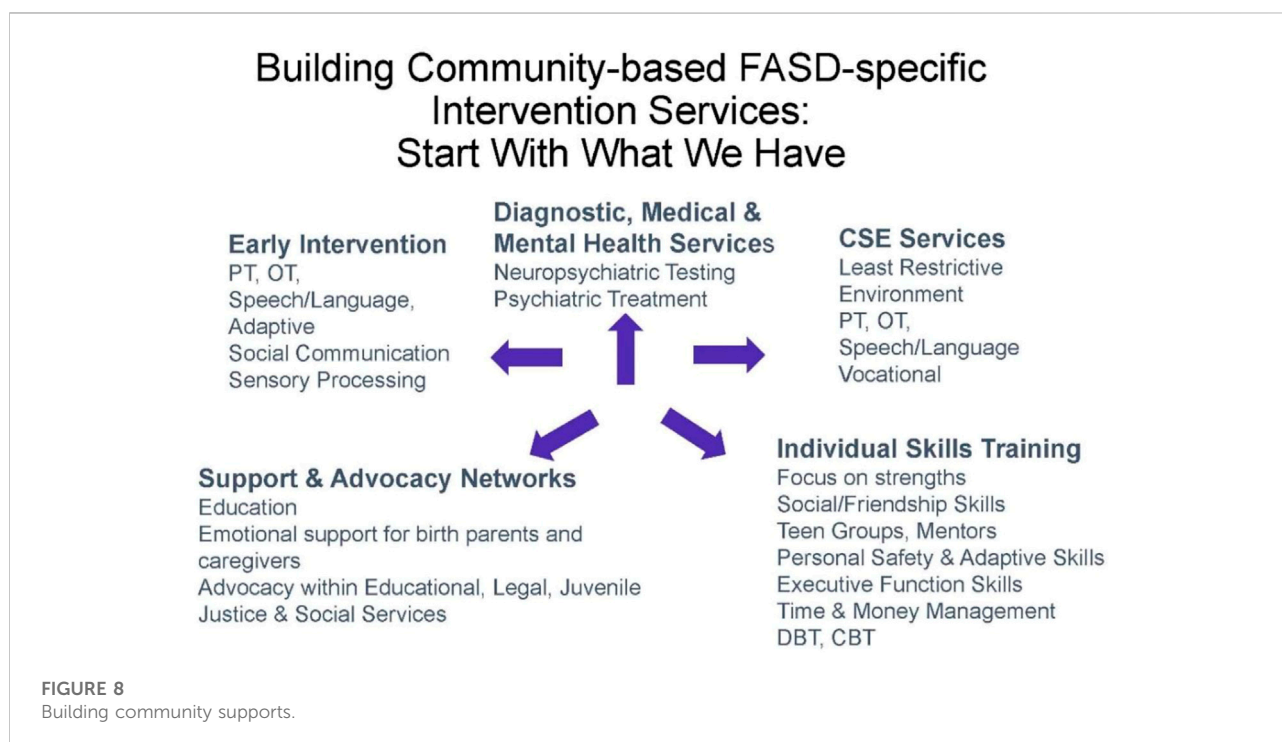 Building Community-based FASD-specific
Intervention Services:
Start With What We Have
Early Intervention
PT, OT,
Speech/Language,
Adaptive
Social Communication
Sensory Processing
Diagnostic, Medical &
Mental Health Services
Neuropsychiatric Testing
Psychiatric Treatment
CSE Services
Least Restrictive
Environment
PT, OT,
Speech/Language
Vocational
Support & Advocacy Networks
Education
Emotional support for birth parents and
caregivers
Advocacy within Educational, Legal, Juvenile
Justice & Social Services
Individual Skills Training
Focus on strengths
Social/Friendship Skills
Teen Groups, Mentors
Personal Safety & Adaptive Skills
Executive Function Skills
Time & Money Management
DBT, CBT
FIGURE 8
Building community supports.